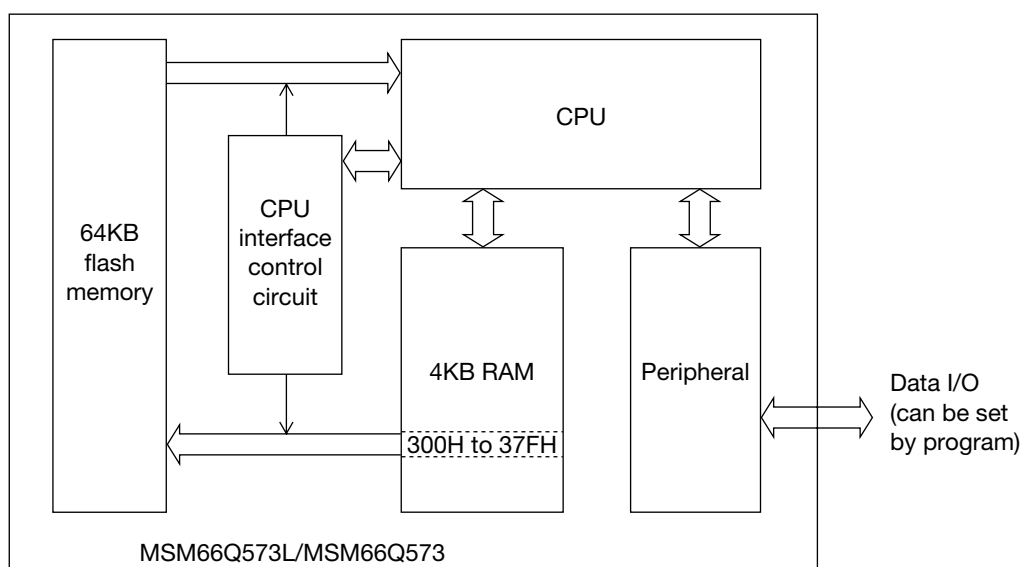 CPU
CPU
interface
control
circuit
64KB
flash
memory
4KB RAM
Peripheral
300H to 37FH
Data I/O
(can be set
by program)
MSM66Q573L/MSM66Q573